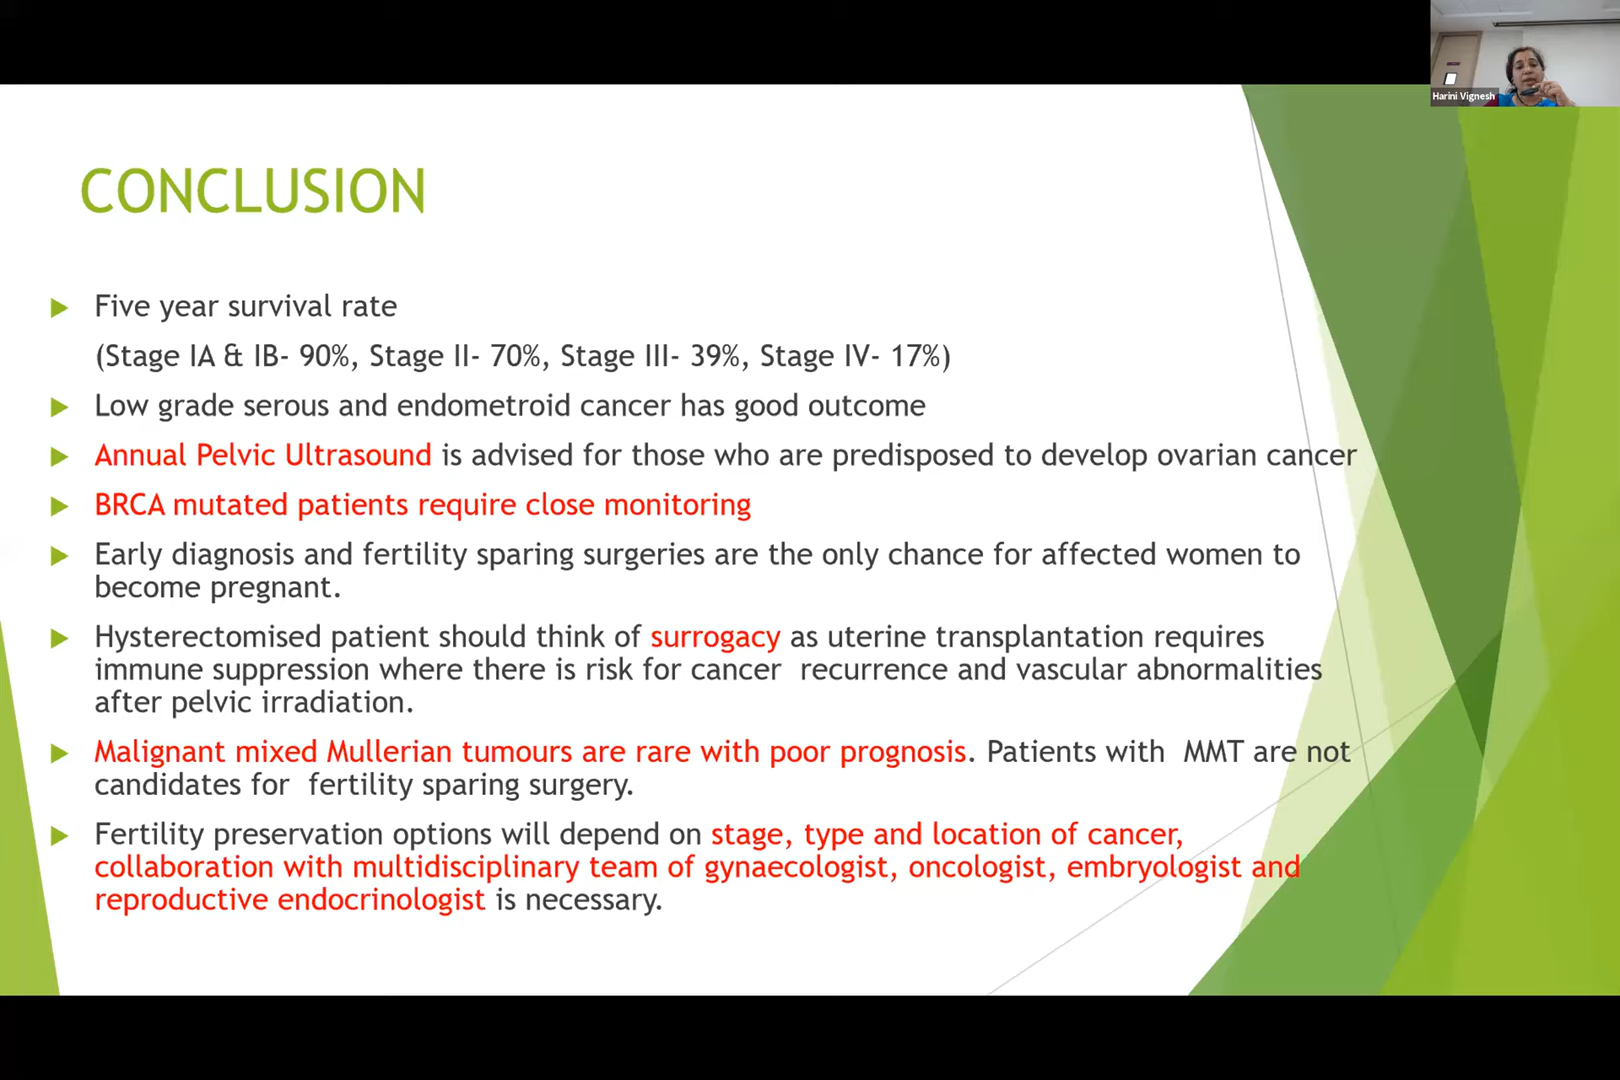 Harini Vignesh
CONCLUSION
Five year survival rate
(Stage IA & IB- 90%, Stage II- 70%, Stage III- 39%, Stage IV- 17%)
Low grade serous and endometroid cancer has good outcome
Annual Pelvic Ultrasound is advised for those who are predisposed to develop ovarian cancer
BRCA mutated patients require close monitoring
Early diagnosis and fertility sparing surgeries are the only chance for affected women to
become pregnant.
Hysterectomised patient should think of surrogacy as uterine transplantation requires
immune suppression where there is risk for cancer recurrence and vascular abnormalities
after pelvic irradiation.
Malignant mixed Mullerian tumours are rare with poor prognosis. Patients with MMT are not
candidates for fertility sparing surgery.
Fertility preservation options will depend on stage, type and location of cancer,
collaboration with multidisciplinary team of gynaecologist, oncologist, embryologist and
reproductive endocrinologist is necessary.